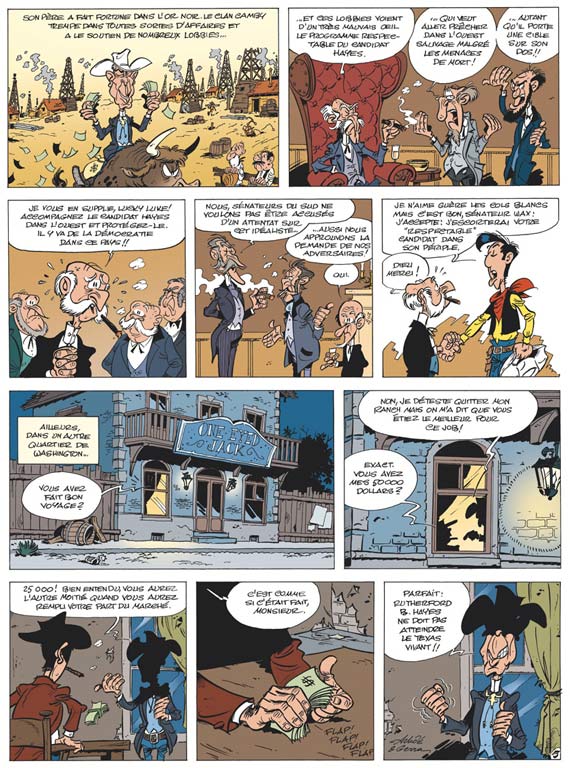 SON PÈRE A FAIT FORTUNE DANS L'OR NOIR. LE CLAN CAMBY
TREMPE DANS TOUTES SORTES D'AFFAIRES ET
A LE SOUTIEN DE NOMBREUX LOBBIES...
...ET CES LOBBIES VOIENT
D'UN TRÈS MAUVAIS OEIL
LE PROGRAMME RESPEC-
TABLE DU CANDIDAT
HAYES.
...QUI VEUT
ALLER PRÊCHER
DANS L'OUEST
SAUVAGE MALGRÉ
LES MENACES
DE MORT!
...AUTANT
QU'IL PORTE
UNE CIBLE
SUR SON
DOS!!
$
JE VOUS EN SUPPLIE, LUCKY LUKE!
ACCOMPAGNEZ LE CANDIDAT HAYES
DANS L'OUEST ET PROTÉGEZ-LE.
IL Y VA DE LA DÉMOCRATIE
DANS CE PAYS!!
NOUS, SÉNATEURS DU SUD NE
VOULONS PAS ÊTRE ACCUSÉS
D'UN ATTENTAT SUR
CET IDÉALISTE...
...AUSSI NOUS
APPROUVONS LA
DEMANDE DE NOS
ADVERSAIRES!
OUI.
JE N'AIME GUÈRE LES COLS BLANCS
MAIS C'EST BON, SÉNATEUR MAX:
J'ACCEPTE! J'ESCORTERAI VOTRE
"RESPECTABLE"
CANDIDAT DANS
SON PÉRIPLE.
DIEU
MERCI!
AILLEURS,
DANS UN AUTRE
QUARTIER DE
WASHINGTON...
ONE EYED
JACK
VOUS AVEZ
FAIT BON
VOYAGE?
NON, JE DÉTESTE QUITTER MON
RANCH MAIS ON M'A DIT QUE VOUS
ÉTIEZ LE MEILLEUR POUR
CE JOB!
EXACT.
VOUS AVEZ
MES 50000
DOLLARS?
25000! BIEN ENTENDU, VOUS AUREZ
L'AUTRE MOITIÉ QUAND VOUS AUREZ
REMPLI VOTRE PART DU MARCHÉ.
C'EST COMME
SI C'ÉTAIT FAIT,
MONSIEUR.
$
FLAP!
FLAP!
FLAP!
FLAP!
PARFAIT:
RUTHERFORD
B. HAYES
NE DOIT PAS
ATTEINDRE
LE TEXAS
VIVANT!!
Achdé
& Gerra
5